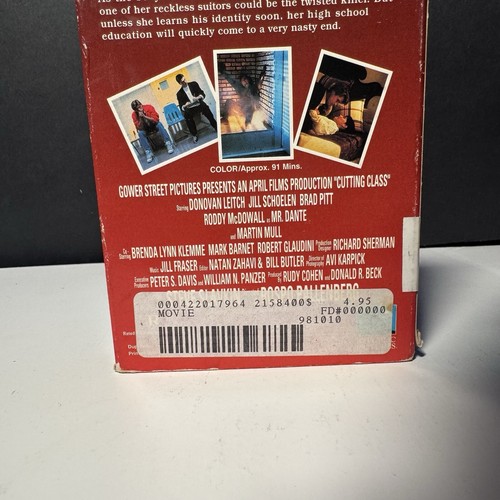 one of her reckless suitors could be the twisted killer. But
unless she learns his identity soon, her high school
education will quickly come to a very nasty end.
COLOR/Approx. 91 Mins.
GOWER STREET PICTURES PRESENTS AN APRIL FILMS PRODUCTION "CUTTING CLASS"
Starring DONOVAN LEITCH JILL SCHOELEN BRAD PITT
RODDY McDOWALL as MR. DANTE
and MARTIN MULL
Co-Starring BRENDA LYNN KLEMME MARK BARNET ROBERT GLAUDINI Production Designer RICHARD SHERMAN
Music JILL FRASER Editor NATAN ZAHAVI & BILL BUTLER Director of Photography AVI KARPICK
Executive Producers PETER S. DAVIS and WILLIAM N. PANZER Produced by RUDY COHEN and DONALD R. BECK
ROSPO PALLENBERG
000422017964 2158400$ 4.95
MOVIE FD#000000
981010